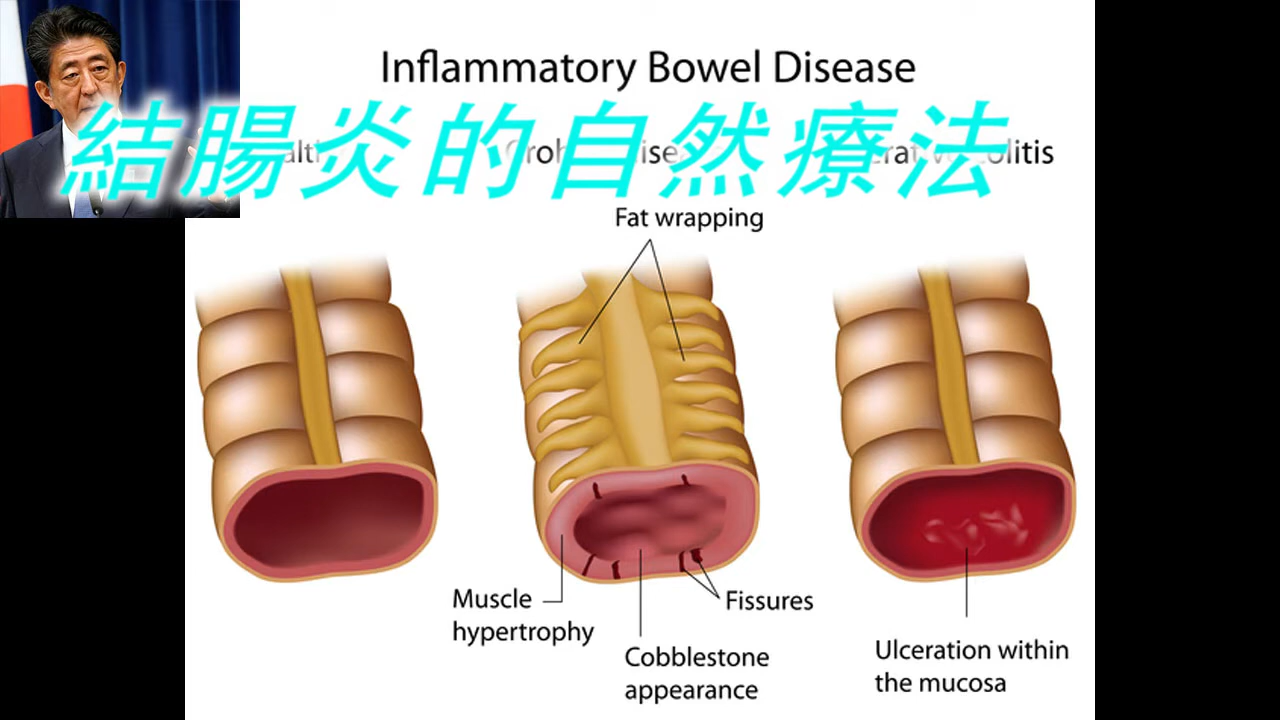 Inflammatory Bowel Disease
結腸炎的自然療法
Fat wrapping
Muscle
hypertrophy
Fissures
Cobblestone
appearance
Ulceration within
the mucosa